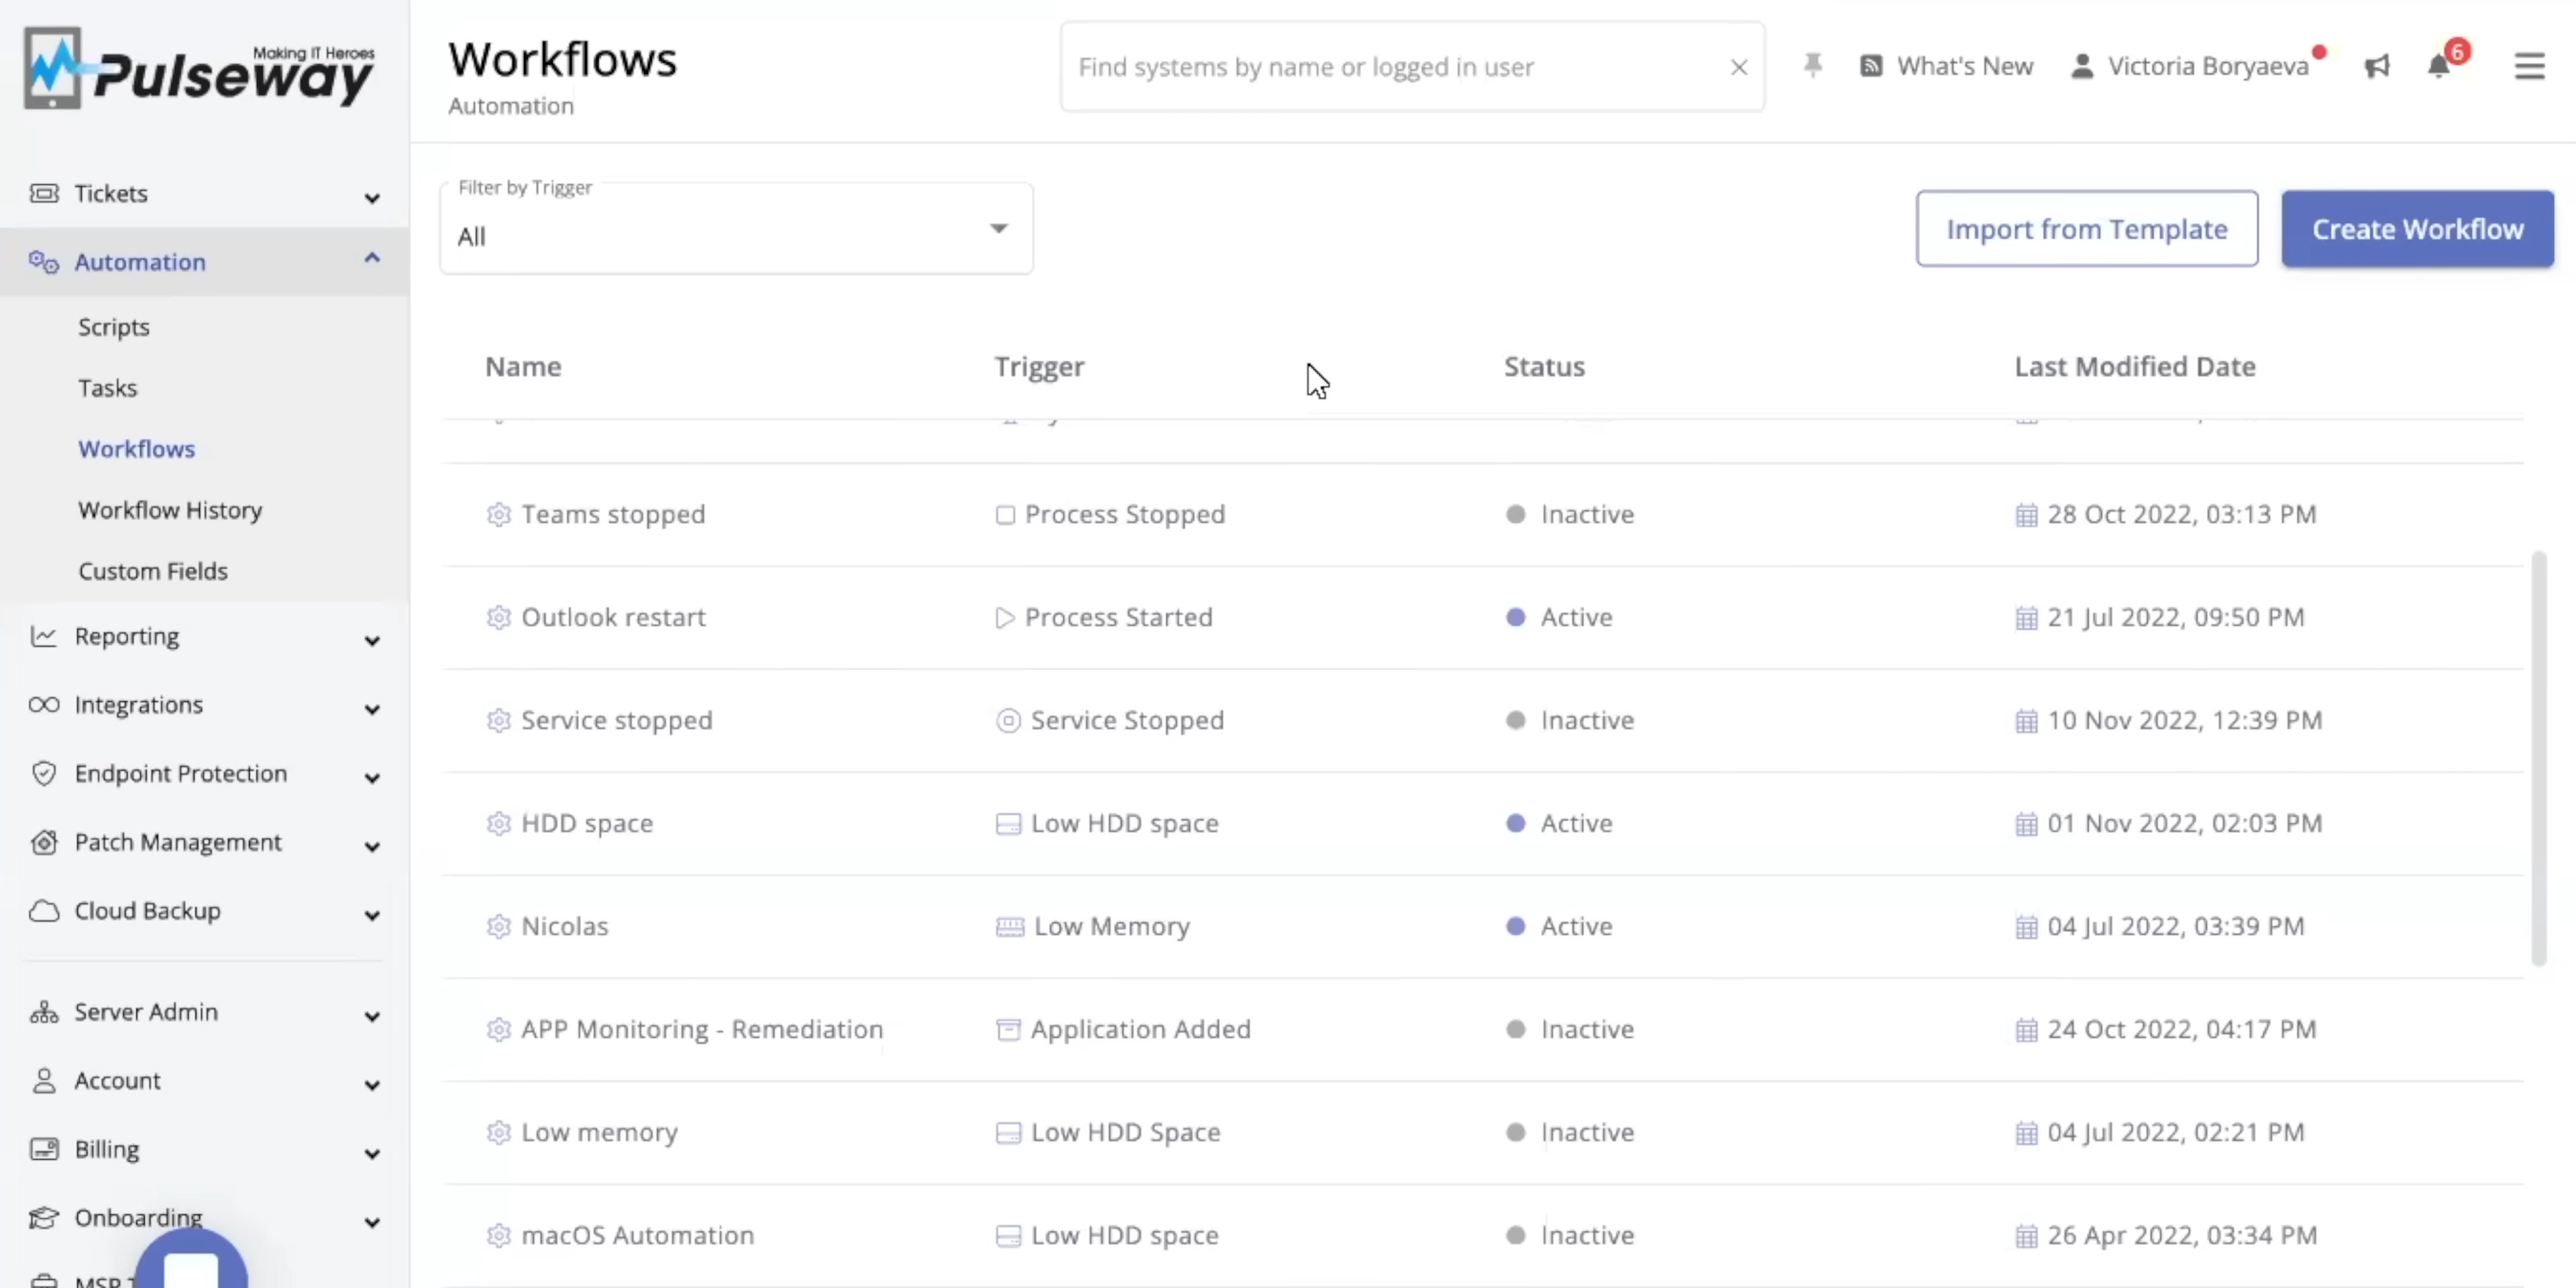 Making IT Heroes
Pulseway
Workflows
Automation
Find systems by name or logged in user
What's New
Victoria Boryaeva
6
Tickets
Automation
Scripts
Tasks
Workflows
Workflow History
Custom Fields
Reporting
Integrations
Endpoint Protection
Patch Management
Cloud Backup
Server Admin
Account
Billing
Onboarding
Filter by Trigger
All
Import from Template
Create Workflow
Name Trigger Status Last Modified Date
Teams stopped Process Stopped Inactive 28 Oct 2022, 03:13 PM
Outlook restart Process Started Active 21 Jul 2022, 09:50 PM
Service stopped Service Stopped Inactive 10 Nov 2022, 12:39 PM
HDD space Low HDD space Active 01 Nov 2022, 02:03 PM
Nicolas Low Memory Active 04 Jul 2022, 03:39 PM
APP Monitoring - Remediation Application Added Inactive 24 Oct 2022, 04:17 PM
Low memory Low HDD Space Inactive 04 Jul 2022, 02:21 PM
macOS Automation Low HDD space Inactive 26 Apr 2022, 03:34 PM